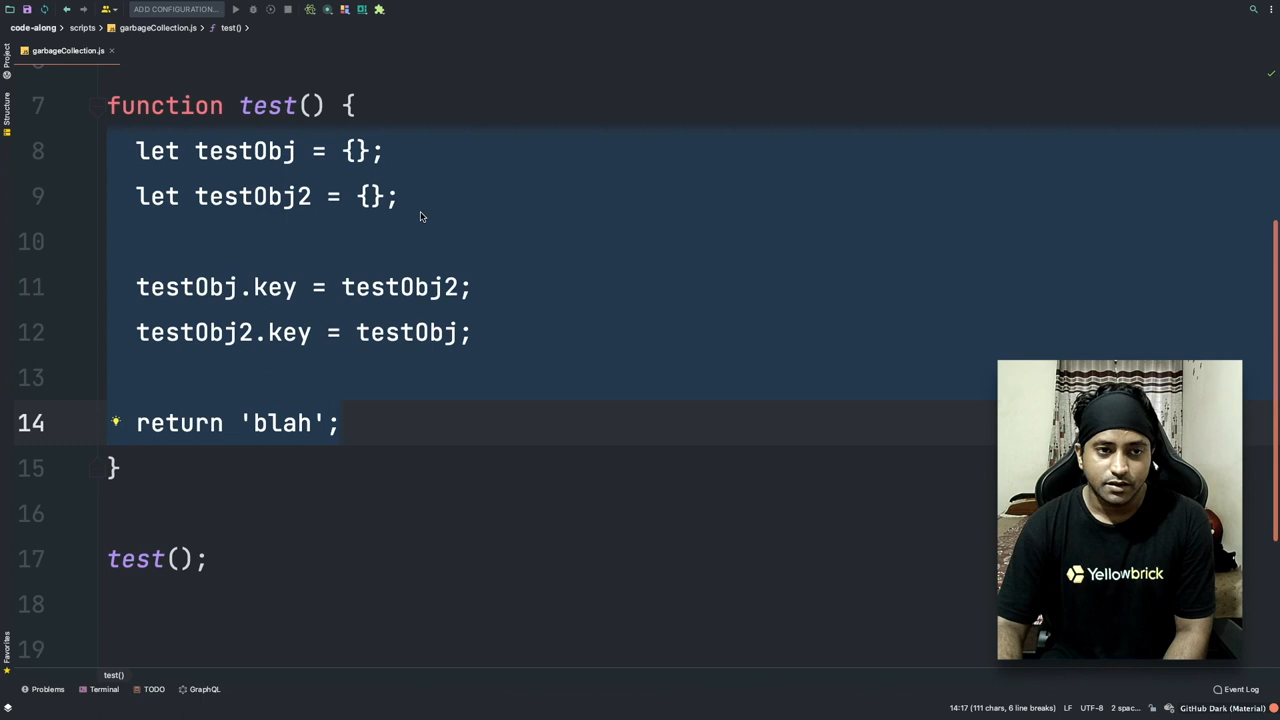 ADD CONFIGURATION...
code-along > scripts > garbageCollection.js > test() >
garbageCollection.js
Project
Structure
Favorites
7 function test() {
8 let testObj = {};
9 let testObj2 = {};
10
11 testObj.key = testObj2;
12 testObj2.key = testObj;
13
14 return 'blah';
15 }
16
17 test();
18
19
Yellowbrick
test()
Problems Terminal TODO GraphQL Event Log
14:17 (111 chars, 6 line breaks) LF UTF-8 2 spac... GitHub Dark (Material)